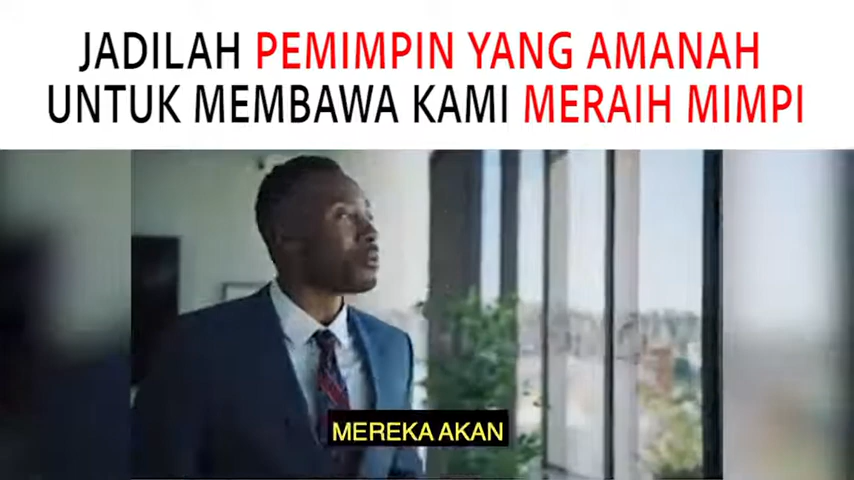 JADILAH PEMIMPIN YANG AMANAH
UNTUK MEMBAWA KAMI MERAIH MIMPI
MEREKA AKAN